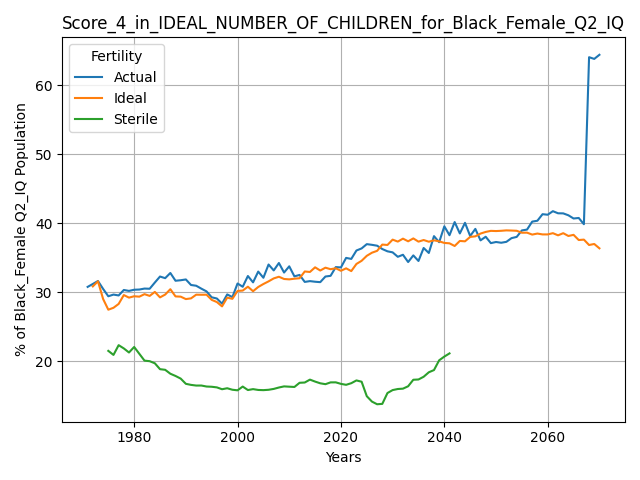 Score_4_in_IDEAL_NUMBER_OF_CHILDREN_for_Black_Female_Q2_IQ
Fertility
Actual
Ideal
Sterile
% of Black_Female Q2_IQ Population
60
50
40
30
20
1980
2000
2020
2040
2060
Years